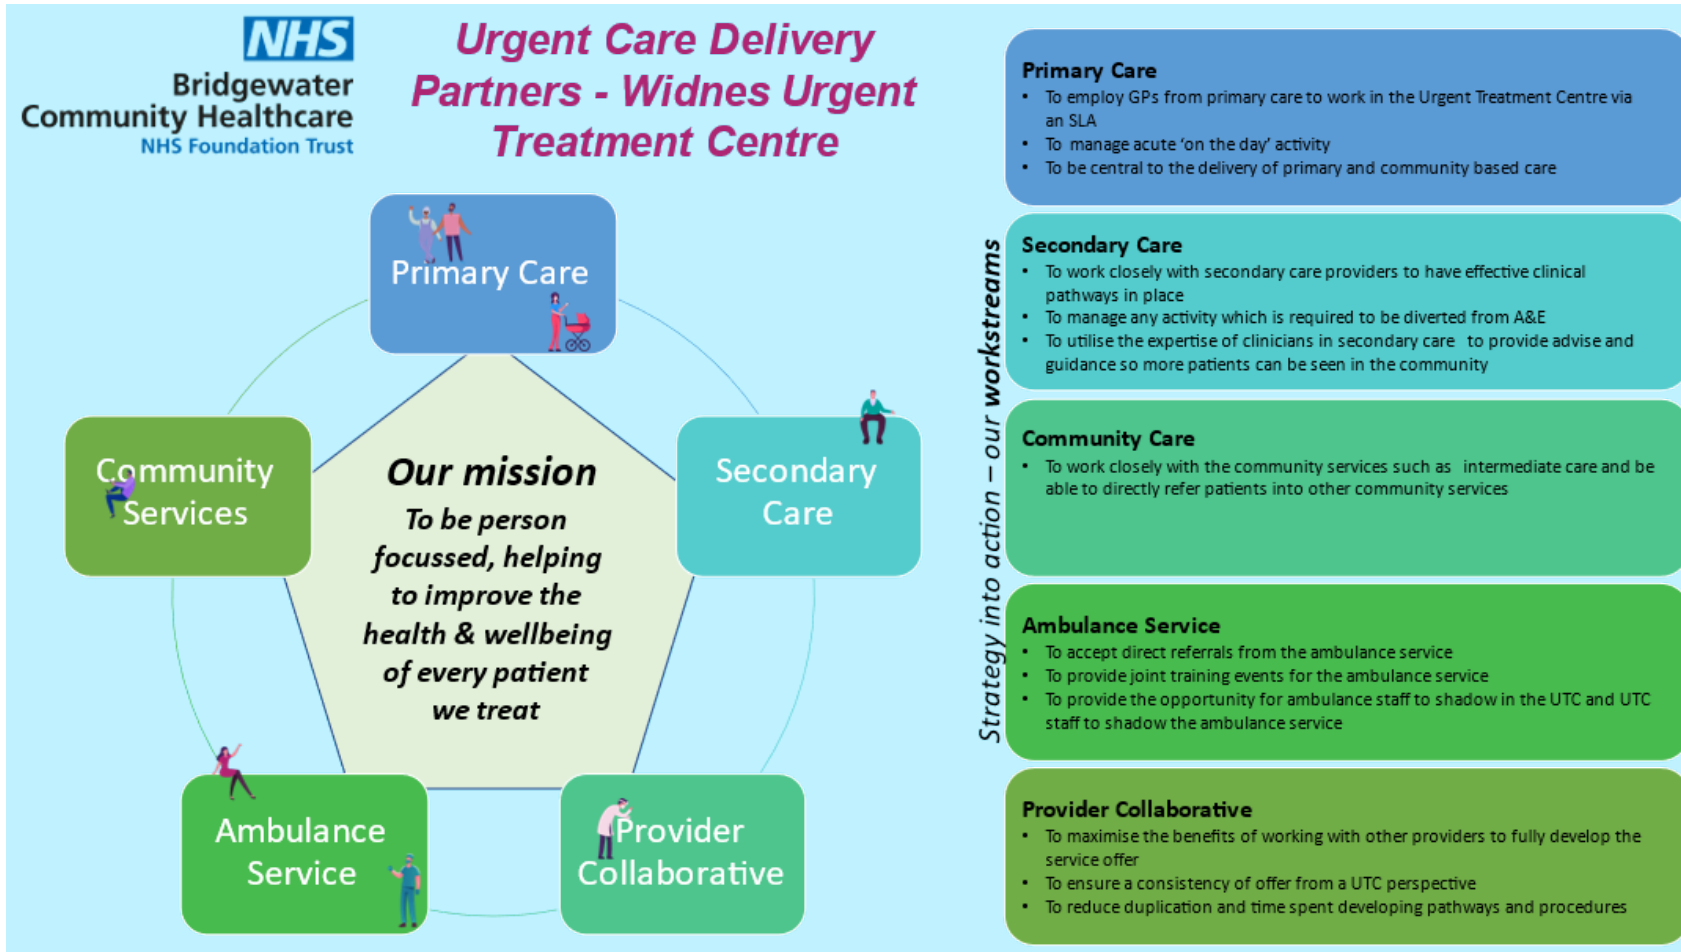 NHS
Bridgewater
Community Healthcare
NHS Foundation Trust
Urgent Care Delivery
Partners - Widnes Urgent
Treatment Centre
Primary Care
Secondary
Care
Provider
Collaborative
Ambulance
Service
Community
Services
Our mission
To be person
focussed, helping
to improve the
health & wellbeing
of every patient
we treat
Strategy into action – our workstreams
Primary Care
• To employ GPs from primary care to work in the Urgent Treatment Centre via
an SLA
• To manage acute ‘on the day’ activity
• To be central to the delivery of primary and community based care
Secondary Care
• To work closely with secondary care providers to have effective clinical
pathways in place
• To manage any activity which is required to be diverted from A&E
• To utilise the expertise of clinicians in secondary care to provide advise and
guidance so more patients can be seen in the community
Community Care
• To work closely with the community services such as intermediate care and be
able to directly refer patients into other community services
Ambulance Service
• To accept direct referrals from the ambulance service
• To provide joint training events for the ambulance service
• To provide the opportunity for ambulance staff to shadow in the UTC and UTC
staff to shadow the ambulance service
Provider Collaborative
• To maximise the benefits of working with other providers to fully develop the
service offer
• To ensure a consistency of offer from a UTC perspective
• To reduce duplication and time spent developing pathways and procedures